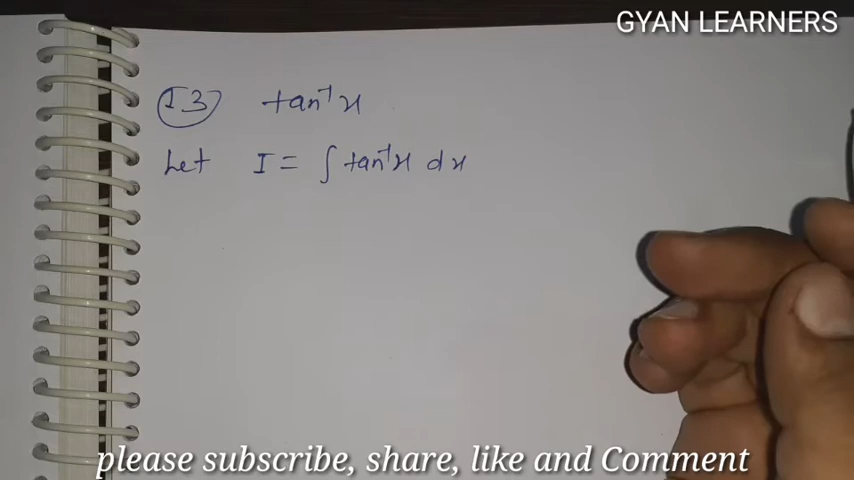 GYAN LEARNERS
13 tan⁻¹x
Let I = ∫ tan⁻¹x dx
please subscribe, share, like and Comment